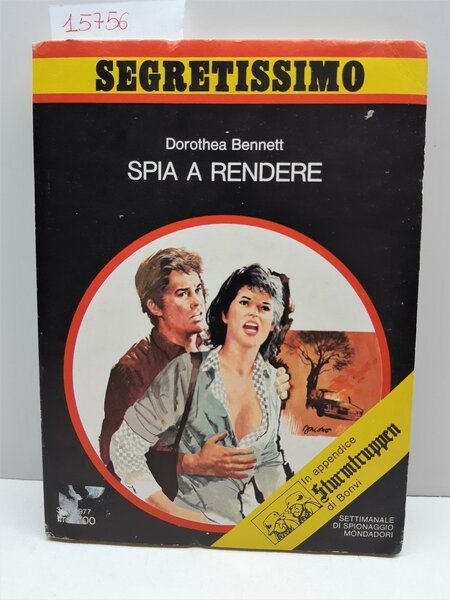 15756
SEGRETISSIMO
Dorothea Bennett
SPIA A RENDERE
In appendice
Sturmtruppen
di Bonvi
SETTIMANALE
DI SPIONAGGIO
MONDADORI